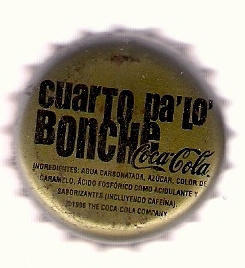 cuarto pa'lo'
Bonche
Coca-Cola
INGREDIENTES: AGUA CARBONATADA, AZÚCAR, COLOR DE
CARAMELO, ÁCIDO FOSFÓRICO COMO ACIDULANTE Y
SABORIZANTES (INCLUYENDO CAFEÍNA).
©1996 THE COCA COLA COMPANY